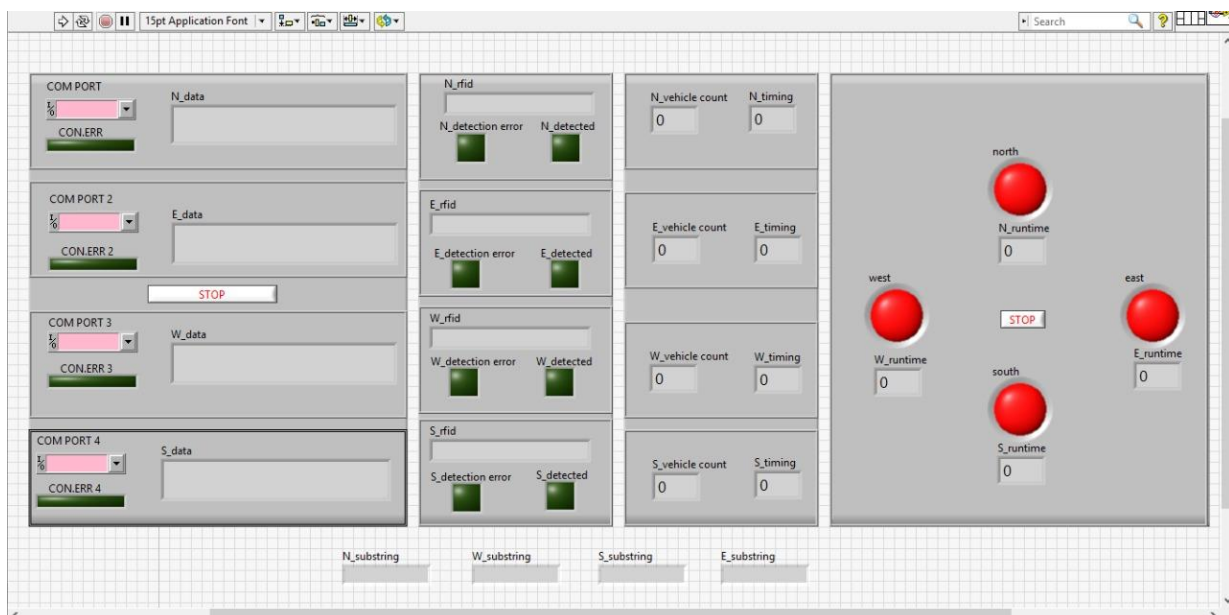 15pt Application Font
Search
COM PORT
N_data
CON.ERR
COM PORT 2
E_data
CON.ERR 2
STOP
COM PORT 3
W_data
CON.ERR 3
COM PORT 4
S_data
CON.ERR 4
N_rfid
N_detection error N_detected
E_rfid
E_detection error E_detected
W_rfid
W_detection error W_detected
S_rfid
S_detection error S_detected
N_vehicle count N_timing
0 0
E_vehicle count E_timing
0 0
W_vehicle count W_timing
0 0
S_vehicle count S_timing
0 0
north
N_runtime
0
west
W_runtime
0
STOP
east
E_runtime
0
south
S_runtime
0
N_substring W_substring S_substring E_substring